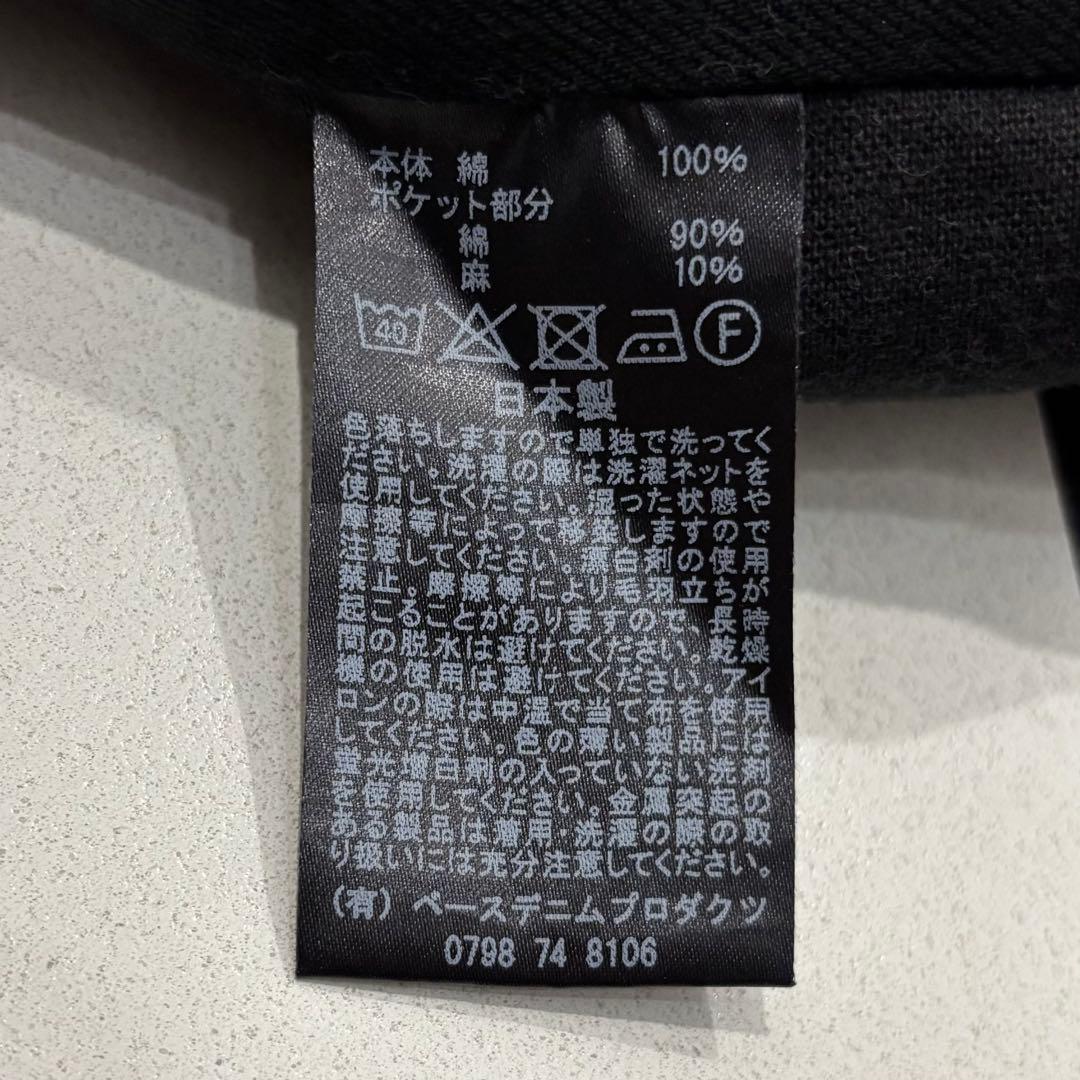 本体 綿 100%
ポケット部分
綿 90%
麻 10%
40 F
日本製
色落ちしますので単独で洗ってく
ださい。洗濯の際は洗濯ネットを
使用してください。湿った状態や
摩擦等によって移染しますので
注意してください。漂白剤の使用
禁止。摩擦等により毛羽立ちが
起こることがありますので、長時
間の脱水は避けてください。乾燥
機の使用は避けてください。アイ
ロンの際は中温で当て布を使用
してください。色の薄い製品には
蛍光増白剤の入っていない洗剤
を使用してください。金属突起の
ある製品は着用・洗濯の際の取
り扱いには充分注意してください。
(有) ベースデニムプロダクツ
0798 74 8106